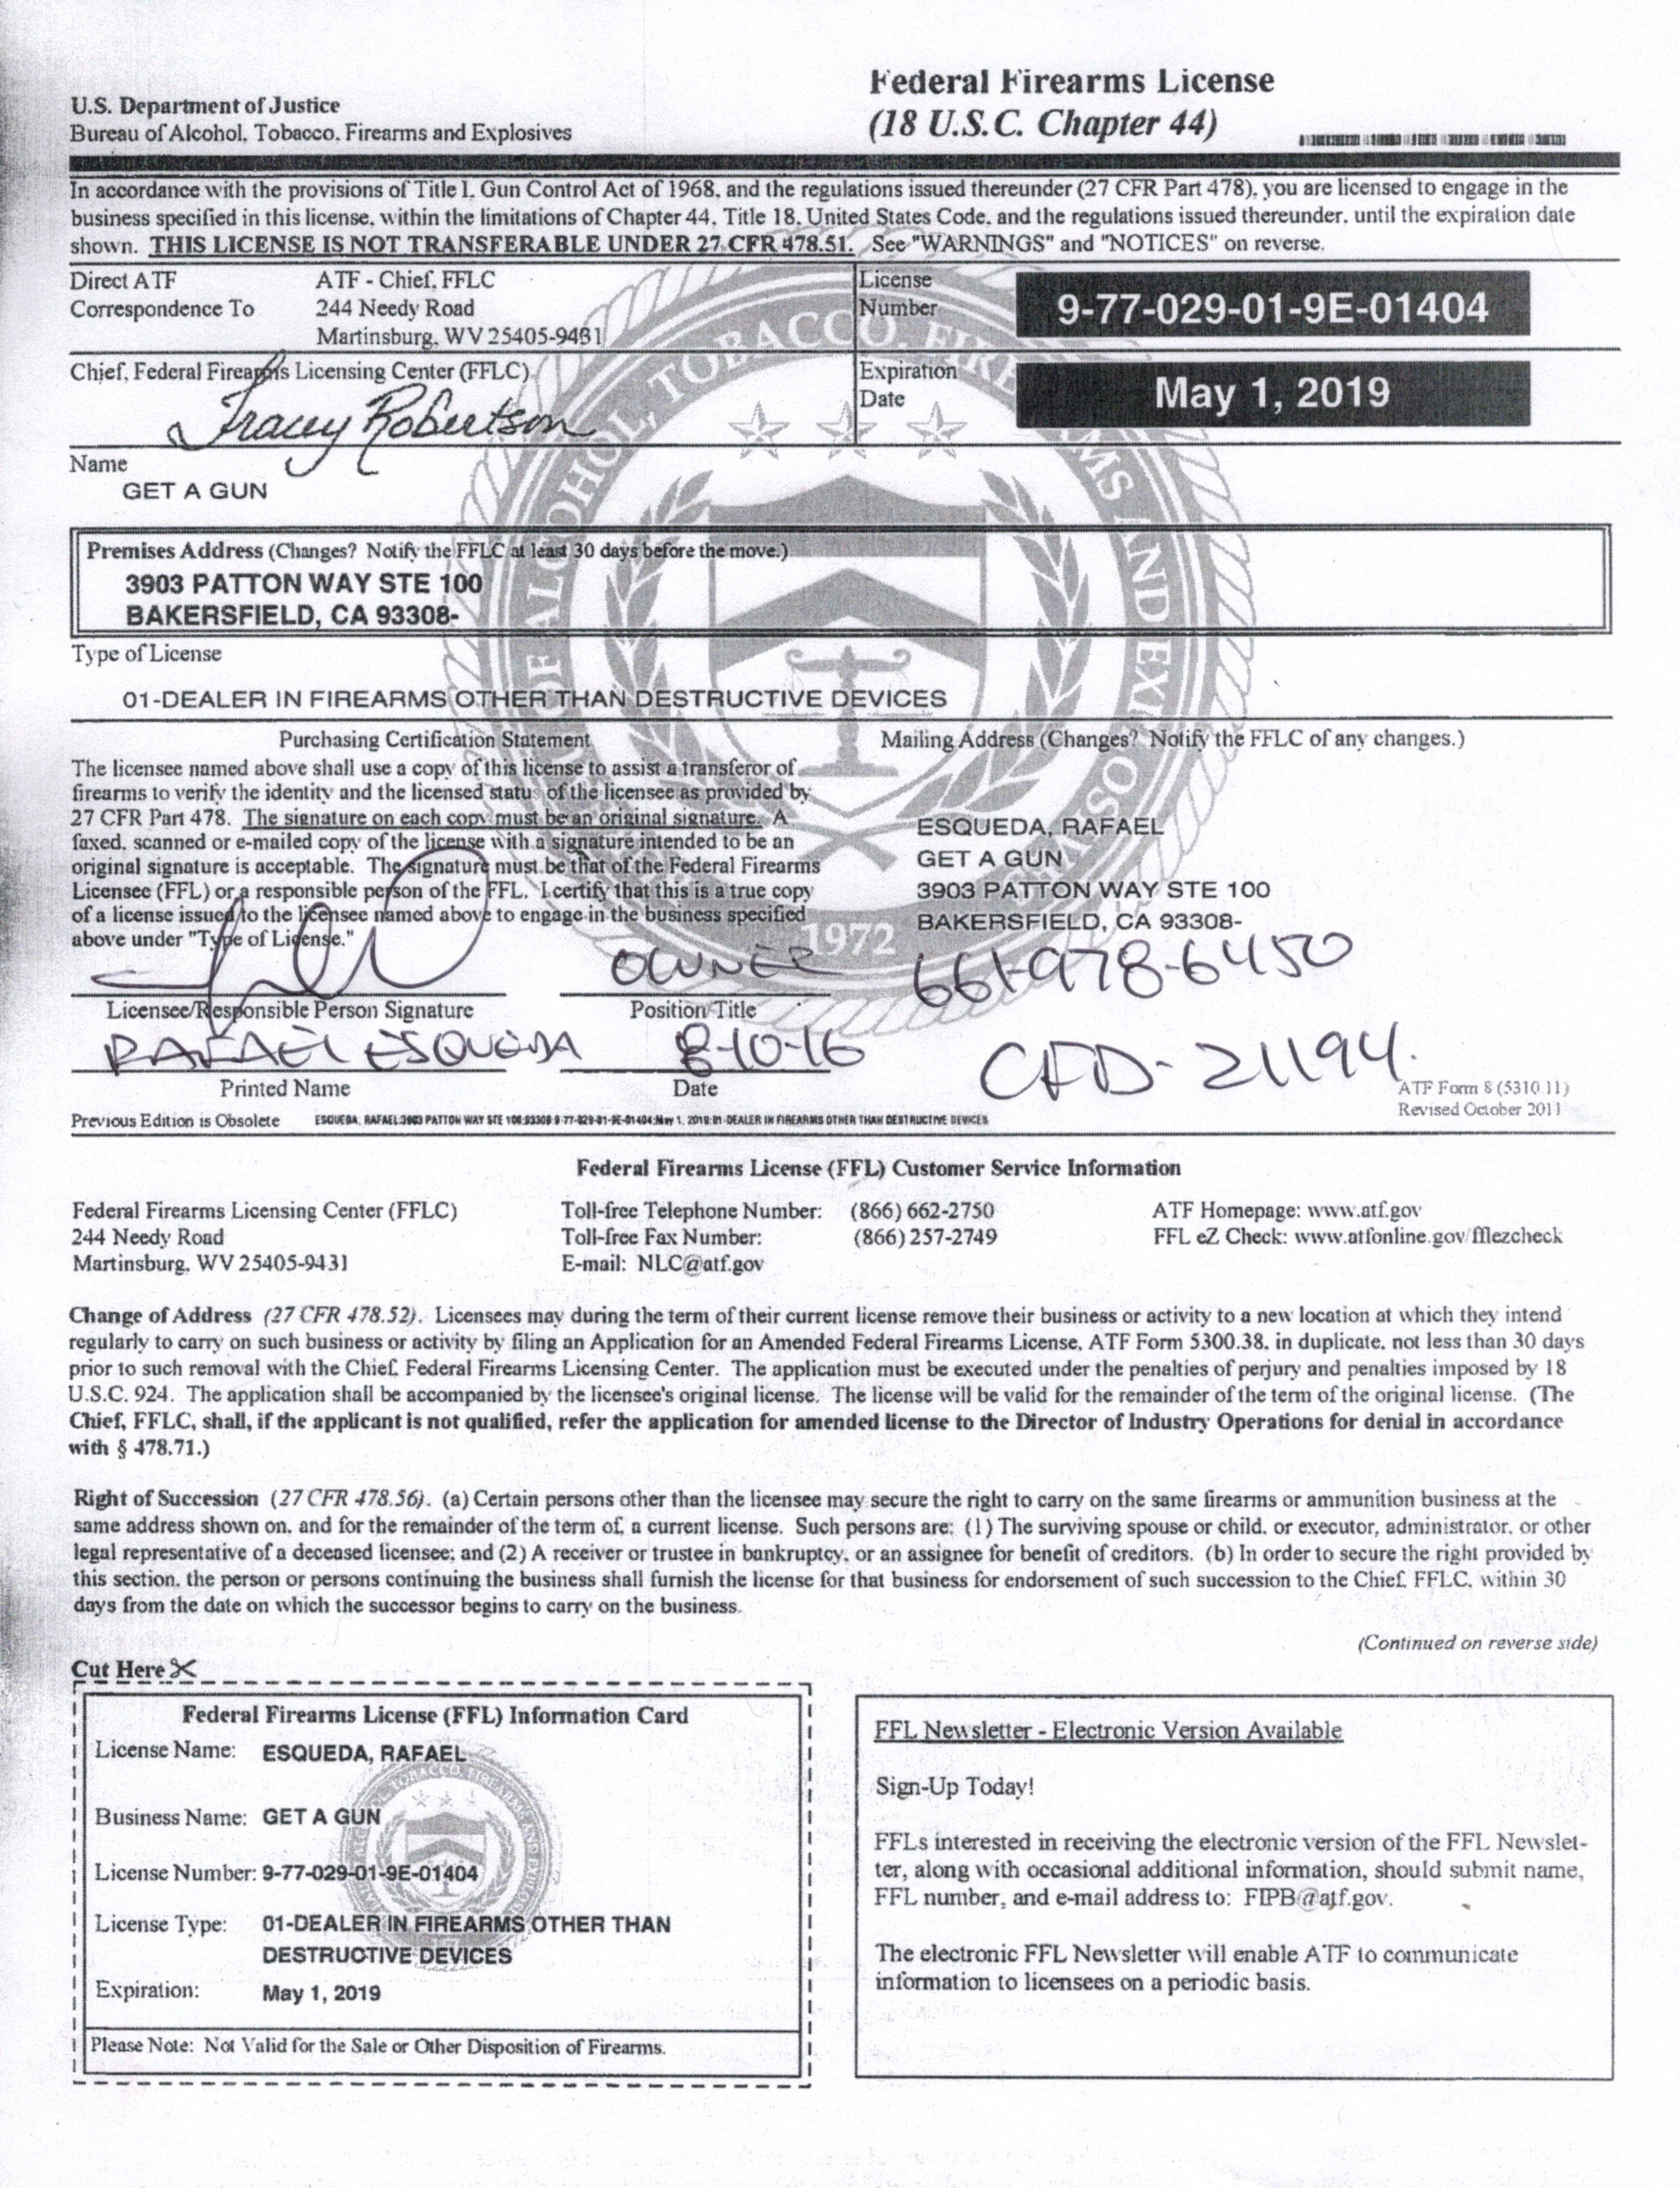 U.S. Department of Justice
Bureau of Alcohol, Tobacco, Firearms and Explosives
Federal Firearms License
(18 U.S.C. Chapter 44)
In accordance with the provisions of Title I, Gun Control Act of 1968, and the regulations issued thereunder (27 CFR Part 478), you are licensed to engage in the
business specified in this license, within the limitations of Chapter 44, Title 18, United States Code, and the regulations issued thereunder, until the expiration date
shown. THIS LICENSE IS NOT TRANSFERABLE UNDER 27 CFR 478.51. See "WARNINGS" and "NOTICES" on reverse.
Direct ATF
Correspondence To
ATF - Chief, FFLC
244 Needy Road
Martinsburg, WV 25405-9431
License
Number
9-77-029-01-9E-01404
Chief, Federal Firearms Licensing Center (FFLC)
Tracey Robertson
Expiration
Date
May 1, 2019
Name
GET A GUN
Premises Address (Changes? Notify the FFLC at least 30 days before the move.)
3903 PATTON WAY STE 100
BAKERSFIELD, CA 93308-
Type of License
01-DEALER IN FIREARMS OTHER THAN DESTRUCTIVE DEVICES
Purchasing Certification Statement
The licensee named above shall use a copy of this license to assist a transferor of
firearms to verify the identity and the licensed status of the licensee as provided by
27 CFR Part 478. The signature on each copy must be an original signature. A
faxed, scanned or e-mailed copy of the license with a signature intended to be an
original signature is acceptable. The signature must be that of the Federal Firearms
Licensee (FFL) or a responsible person of the FFL. I certify that this is a true copy
of a license issued to the licensee named above to engage in the business specified
above under "Type of License."
Mailing Address (Changes? Notify the FFLC of any changes.)
ESQUEDA, RAFAEL
GET A GUN
3903 PATTON WAY STE 100
BAKERSFIELD, CA 93308-
1972
OWNER
661-978-6450
Licensee/Responsible Person Signature
Position/Title
RAFAEL ESQUEDA
8-10-16
CFD-21194.
Printed Name
Date
ATF Form 8 (5310.11)
Revised October 2011
Previous Edition is Obsolete
ESQUEDA, RAFAEL:3903 PATTON WAY STE 100:93308:9-77-029-01-9E-01404:May 1, 2019:01-DEALER IN FIREARMS OTHER THAN DESTRUCTIVE DEVICES
Federal Firearms License (FFL) Customer Service Information
Federal Firearms Licensing Center (FFLC)
244 Needy Road
Martinsburg, WV 25405-9431
Toll-free Telephone Number: (866) 662-2750
Toll-free Fax Number: (866) 257-2749
E-mail: NLC@atf.gov
ATF Homepage: www.atf.gov
FFL eZ Check: www.atfonline.gov/fflezcheck
Change of Address (27 CFR 478.52). Licensees may during the term of their current license remove their business or activity to a new location at which they intend
regularly to carry on such business or activity by filing an Application for an Amended Federal Firearms License, ATF Form 5300.38, in duplicate, not less than 30 days
prior to such removal with the Chief, Federal Firearms Licensing Center. The application must be executed under the penalties of perjury and penalties imposed by 18
U.S.C. 924. The application shall be accompanied by the licensee's original license. The license will be valid for the remainder of the term of the original license. (The
Chief, FFLC, shall, if the applicant is not qualified, refer the application for amended license to the Director of Industry Operations for denial in accordance
with § 478.71.)
Right of Succession (27 CFR 478.56). (a) Certain persons other than the licensee may secure the right to carry on the same firearms or ammunition business at the
same address shown on, and for the remainder of the term of, a current license. Such persons are: (1) The surviving spouse or child, or executor, administrator, or other
legal representative of a deceased licensee; and (2) A receiver or trustee in bankruptcy, or an assignee for benefit of creditors. (b) In order to secure the right provided by
this section, the person or persons continuing the business shall furnish the license for that business for endorsement of such succession to the Chief, FFLC, within 30
days from the date on which the successor begins to carry on the business.
(Continued on reverse side)
Cut Here
Federal Firearms License (FFL) Information Card
License Name: ESQUEDA, RAFAEL
Business Name: GET A GUN
License Number: 9-77-029-01-9E-01404
License Type: 01-DEALER IN FIREARMS OTHER THAN
DESTRUCTIVE DEVICES
Expiration: May 1, 2019
Please Note: Not Valid for the Sale or Other Disposition of Firearms.
FFL Newsletter - Electronic Version Available
Sign-Up Today!
FFLs interested in receiving the electronic version of the FFL Newslet-
ter, along with occasional additional information, should submit name,
FFL number, and e-mail address to: FIPB@atf.gov.
The electronic FFL Newsletter will enable ATF to communicate
information to licensees on a periodic basis.